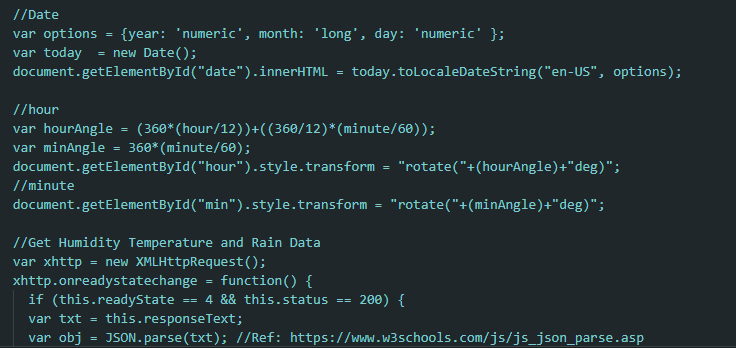 //Date
var options = {year: 'numeric', month: 'long', day: 'numeric' };
var today  = new Date();
document.getElementById("date").innerHTML = today.toLocaleDateString("en-US", options);

//hour
var hourAngle = (360*(hour/12))+((360/12)*(minute/60));
var minAngle = 360*(minute/60);
document.getElementById("hour").style.transform = "rotate("+(hourAngle)+"deg)";
//minute
document.getElementById("min").style.transform = "rotate("+(minAngle)+"deg)";

//Get Humidity Temperature and Rain Data
var xhttp = new XMLHttpRequest();
xhttp.onreadystatechange = function() {
  if (this.readyState == 4 && this.status == 200) {
  var txt = this.responseText;
  var obj = JSON.parse(txt); //Ref: https://www.w3schools.com/js/js_json_parse.asp